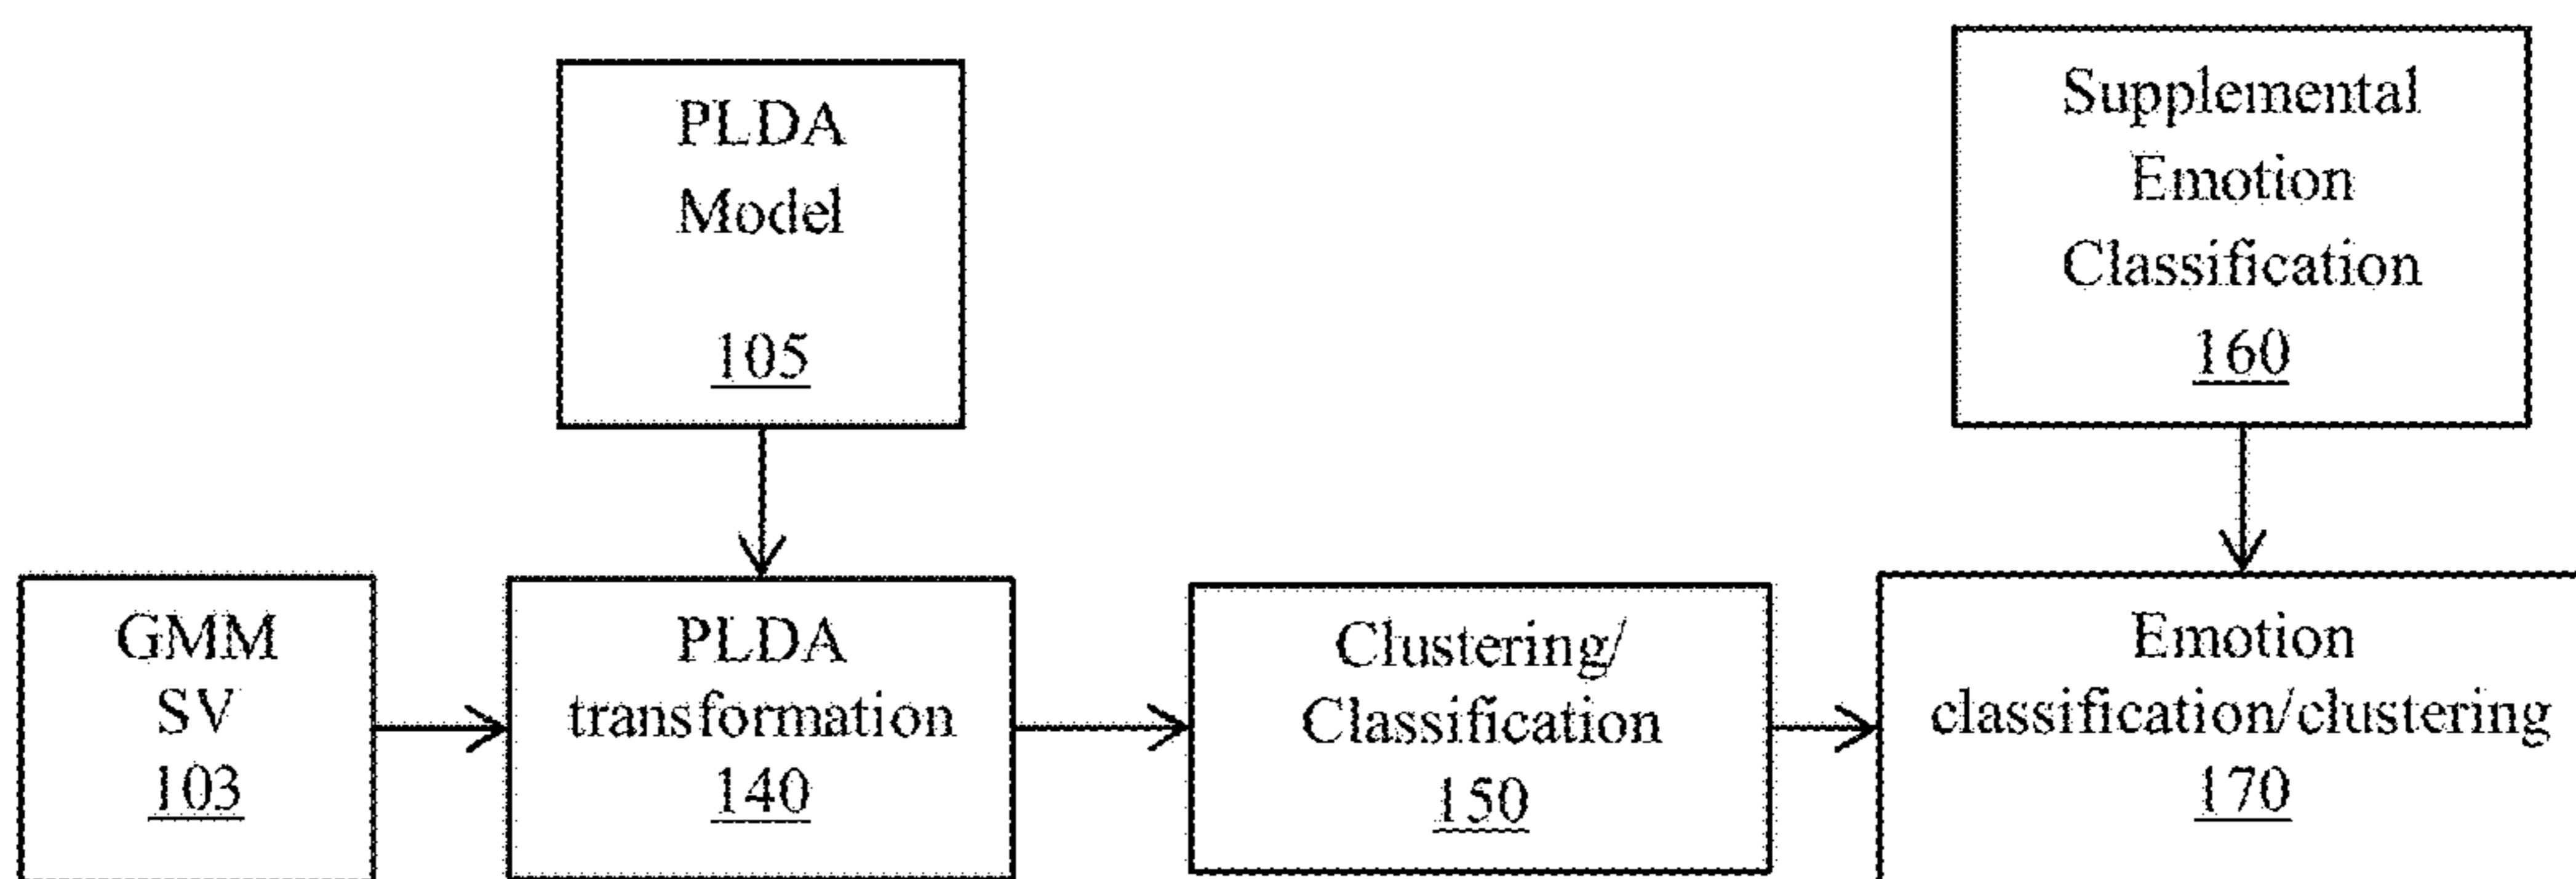 PLDA
Model
105
Supplemental
Emotion
Classification
160
GMM
SV
103
PLDA
transformation
140
Clustering/
Classification
150
Emotion
classification/clustering
170